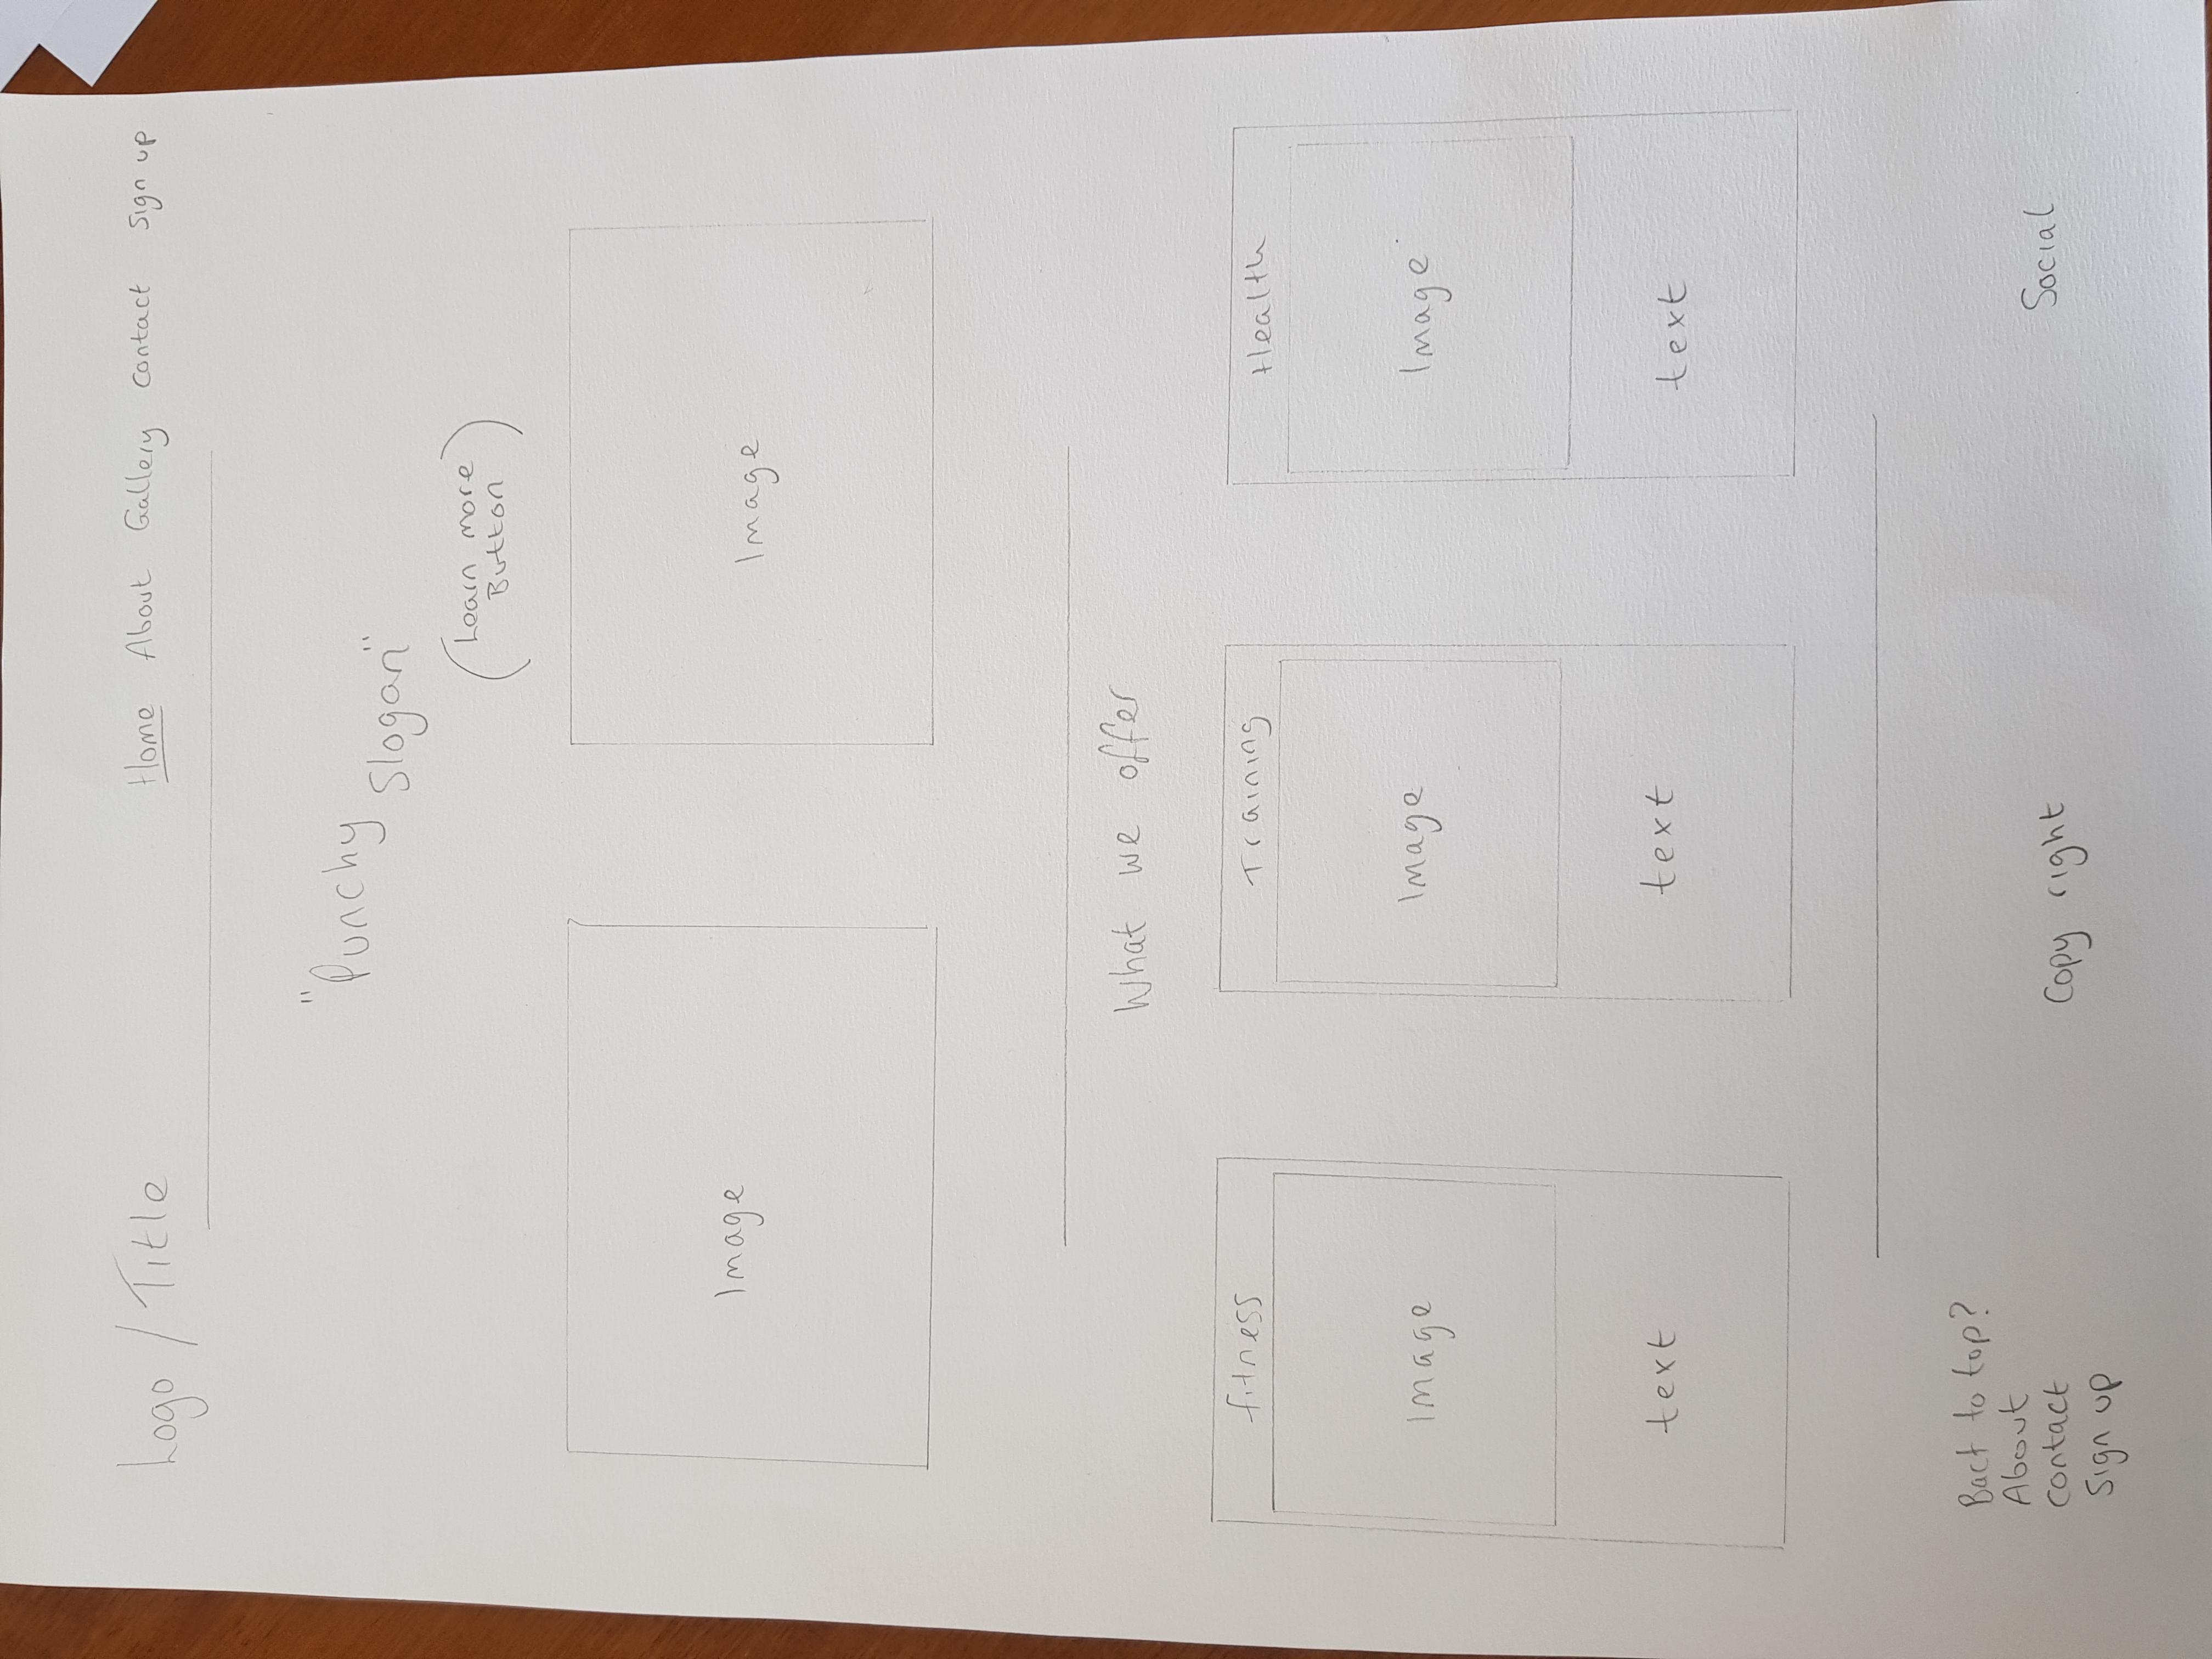 Logo / Title
Home About Gallery contact Sign up
"Punchy
Slogan"
(Learn more
Button)
Image
Image
What we offer
fitness
Image
text
Training
Image
text
Health
Image
text
Bact to top?
About
contact
Sign up
Copy right
Social